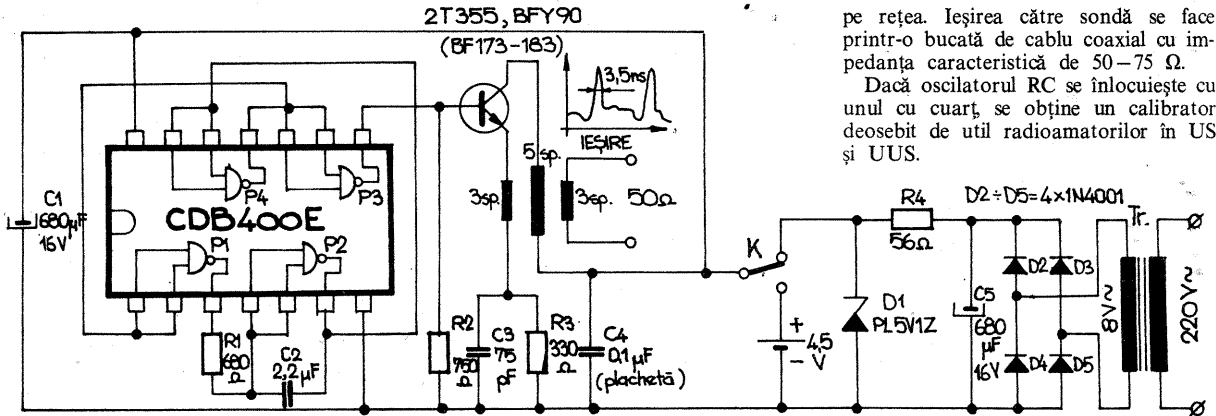 2T355, BFY90
(BF173-183)
3,5ns
IEȘIRE
5 sp.
3sp.
3sp.
50Ω
P4
P3
CDB400E
P1
P2
C1
680µF
16V
R1
680
Ω
C2
2,2µF
R2
750
Ω
C3
75
pF
R3
330
Ω
C4
0,1µF
(plachetă)
K
+
4,5
-
V
D1
PL5V1Z
R4
56Ω
D2÷D5=4×1N4001
D2
D3
D4
D5
C5
680
µF
16V
Tr.
8V~
220V~
pe rețea. Ieșirea către sondă se face
printr-o bucată de cablu coaxial cu im-
pedanța caracteristică de 50–75 Ω.
Dacă oscilatorul RC se înlocuiește cu
unul cu cuarț, se obține un calibrator
deosebit de util radioamatorilor în US
și UUS.